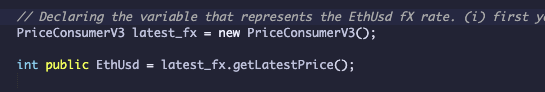 // Declaring the variable that represents the EthUsd fX rate. (i) first
PriceConsumerV3 latest_fx = new PriceConsumerV3();
int public EthUsd = latest_fx.getLatestPrice();